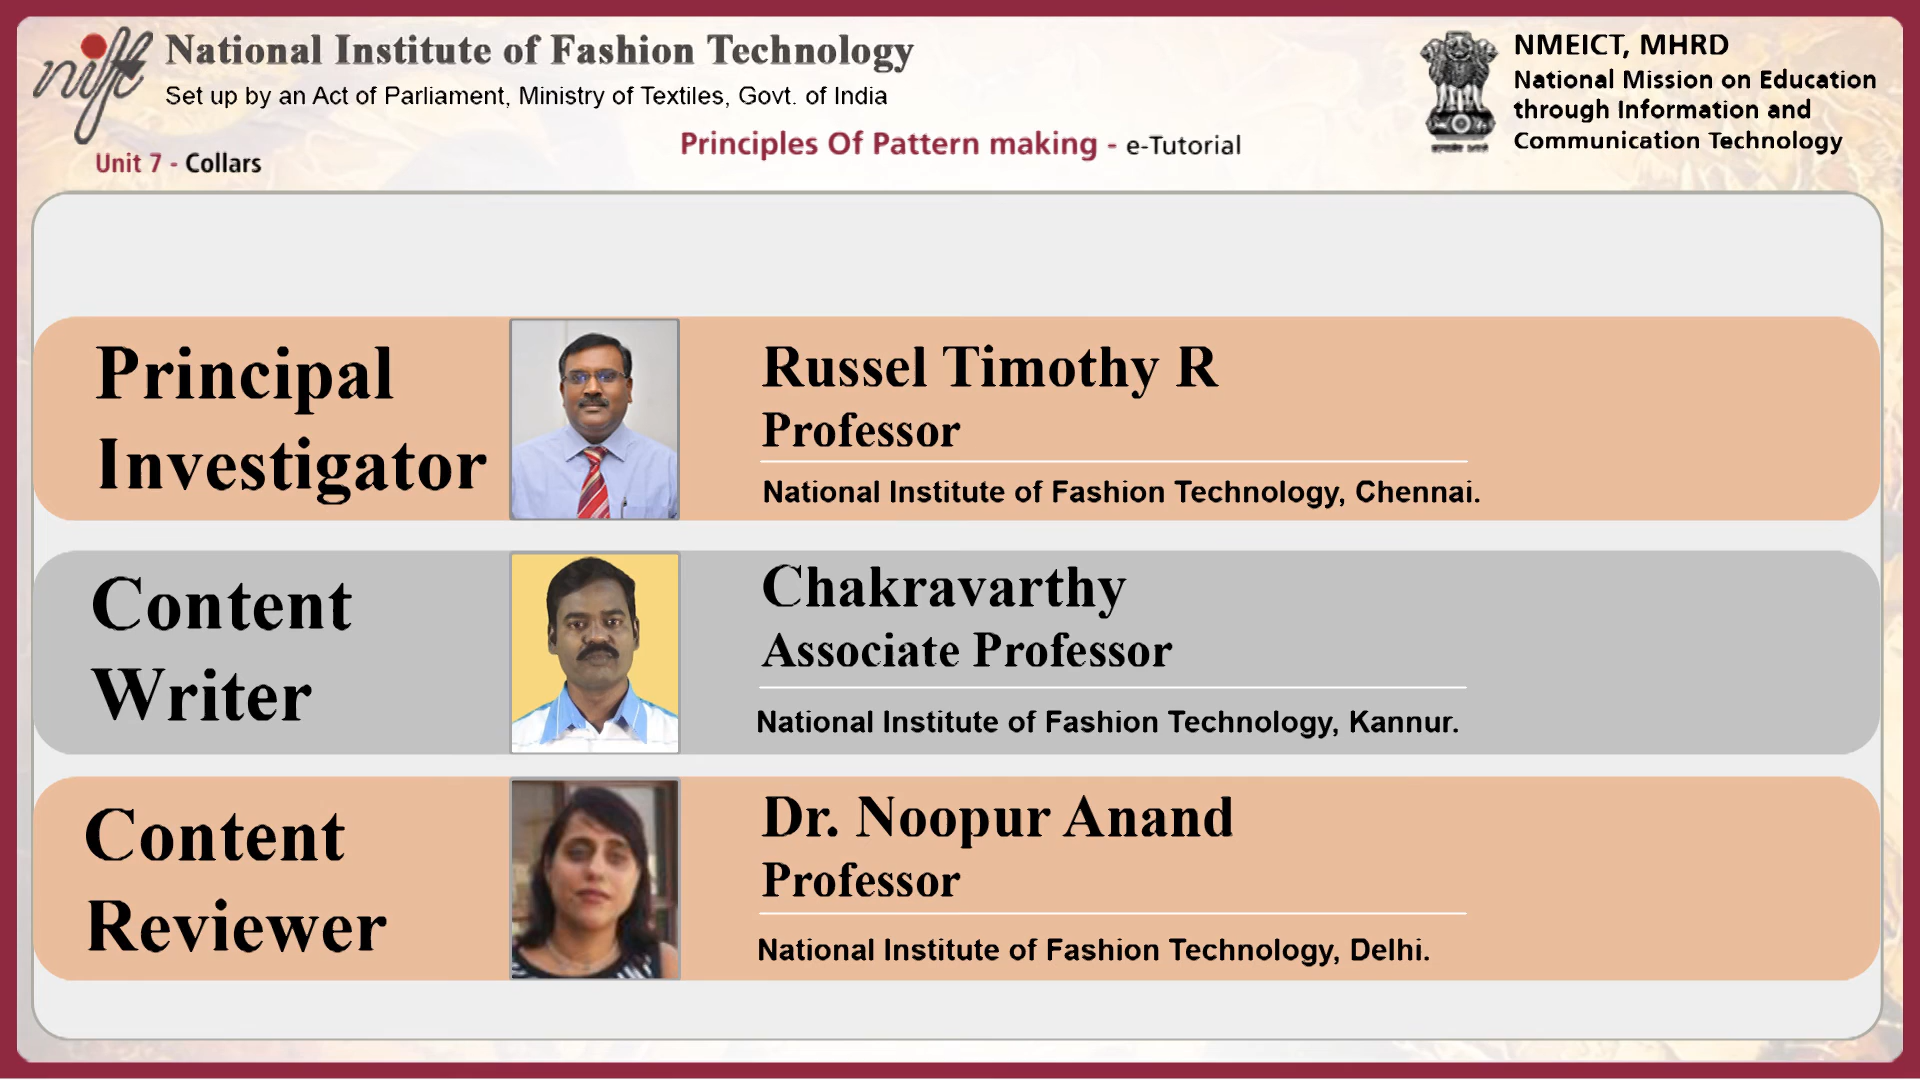 nift
National Institute of Fashion Technology
Set up by an Act of Parliament, Ministry of Textiles, Govt. of India
NMEICT, MHRD
National Mission on Education
through Information and
Communication Technology
Principles Of Pattern making - e-Tutorial
Unit 7 - Collars
Principal
Investigator
Russel Timothy R
Professor
National Institute of Fashion Technology, Chennai.
Content
Writer
Chakravarthy
Associate Professor
National Institute of Fashion Technology, Kannur.
Content
Reviewer
Dr. Noopur Anand
Professor
National Institute of Fashion Technology, Delhi.